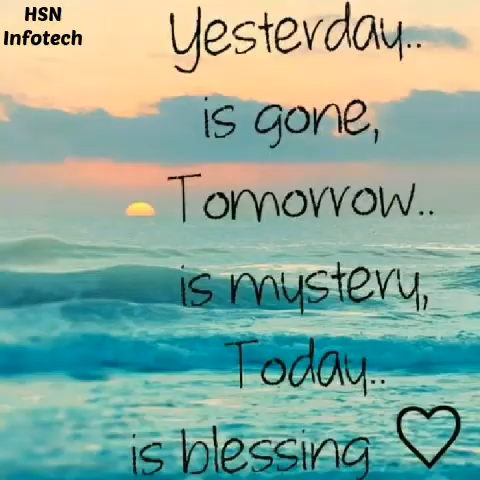 HSN
Infotech
Yesterday..
is gone,
Tomorrow..
is mystery,
Today..
is blessing